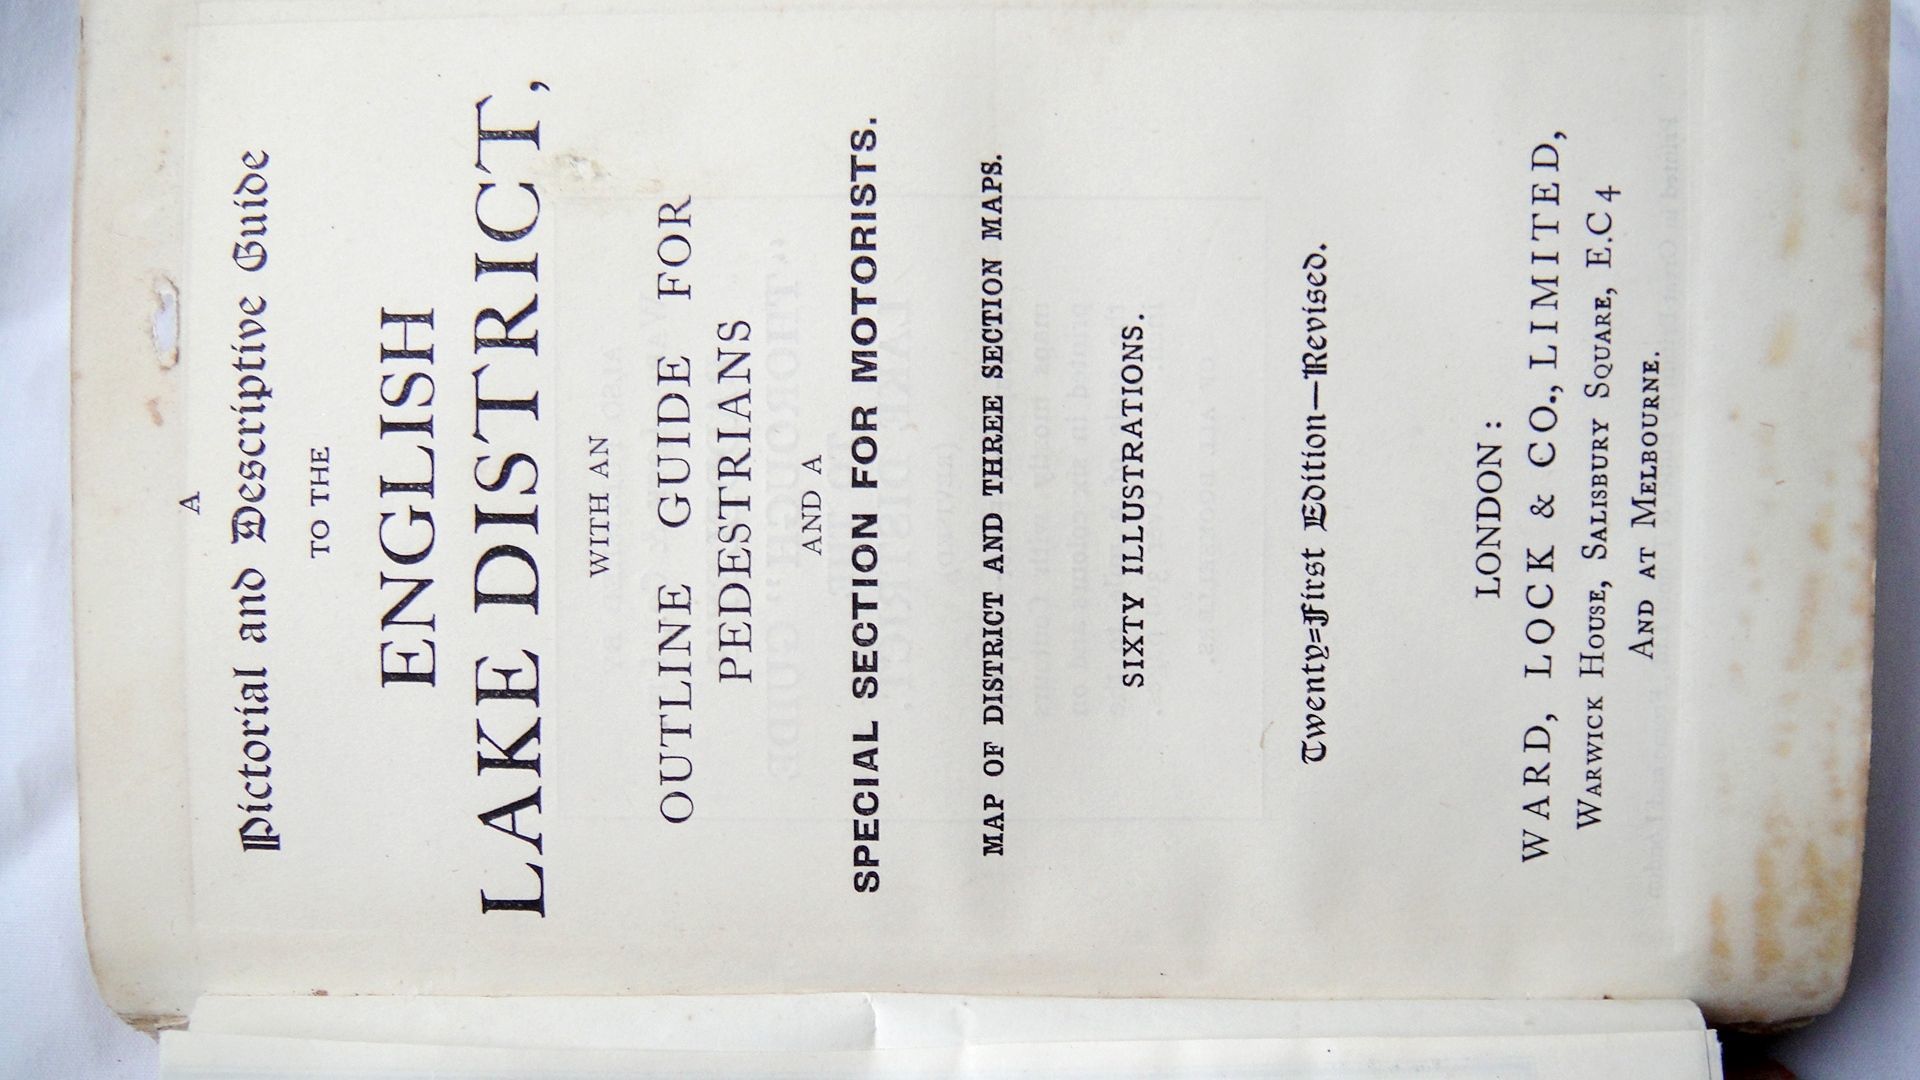 A
Pictorial and Descriptive Guide
TO THE
ENGLISH
LAKE DISTRICT,
WITH AN
OUTLINE GUIDE FOR
PEDESTRIANS
AND A
SPECIAL SECTION FOR MOTORISTS.
MAP OF DISTRICT AND THREE SECTION MAPS.
SIXTY ILLUSTRATIONS.
Twenty=First Edition—Revised.
LONDON:
WARD, LOCK & CO., LIMITED,
WARWICK HOUSE, SALISBURY SQUARE, E.C 4
AND AT MELBOURNE.